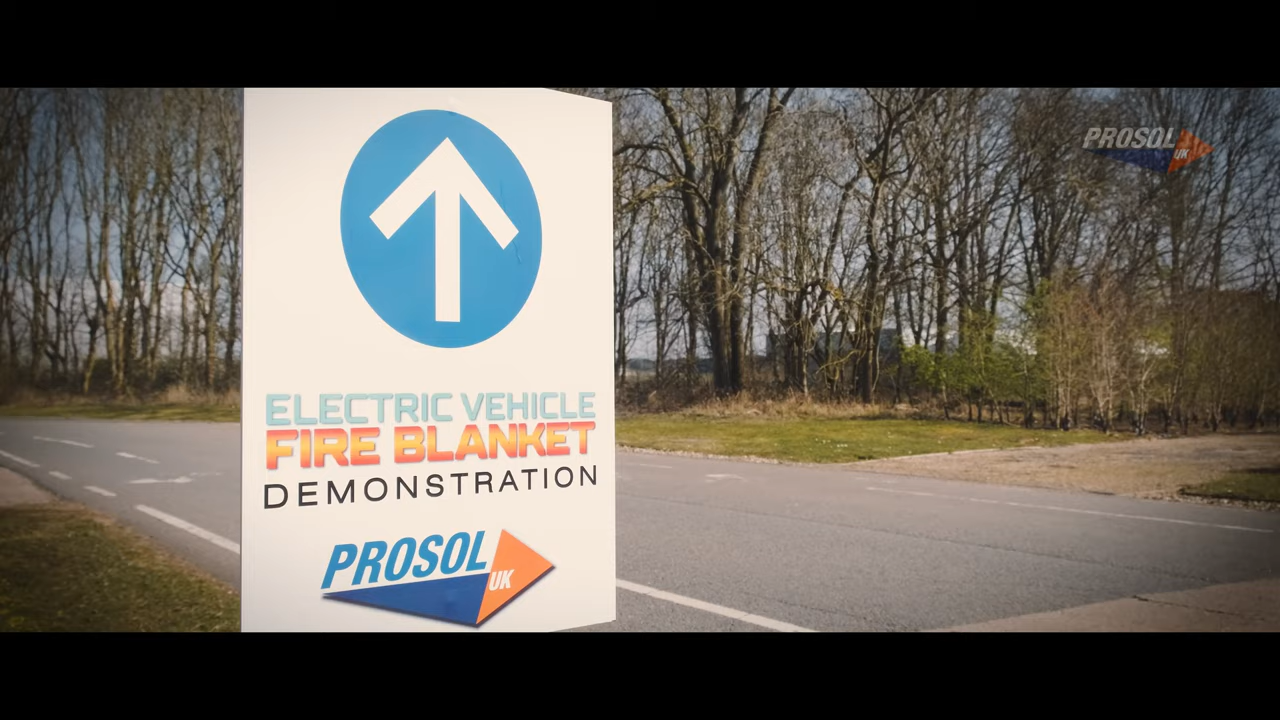 ELECTRIC VEHICLE
FIRE BLANKET
DEMONSTRATION
PROSOL
UK
PROSOL
UK